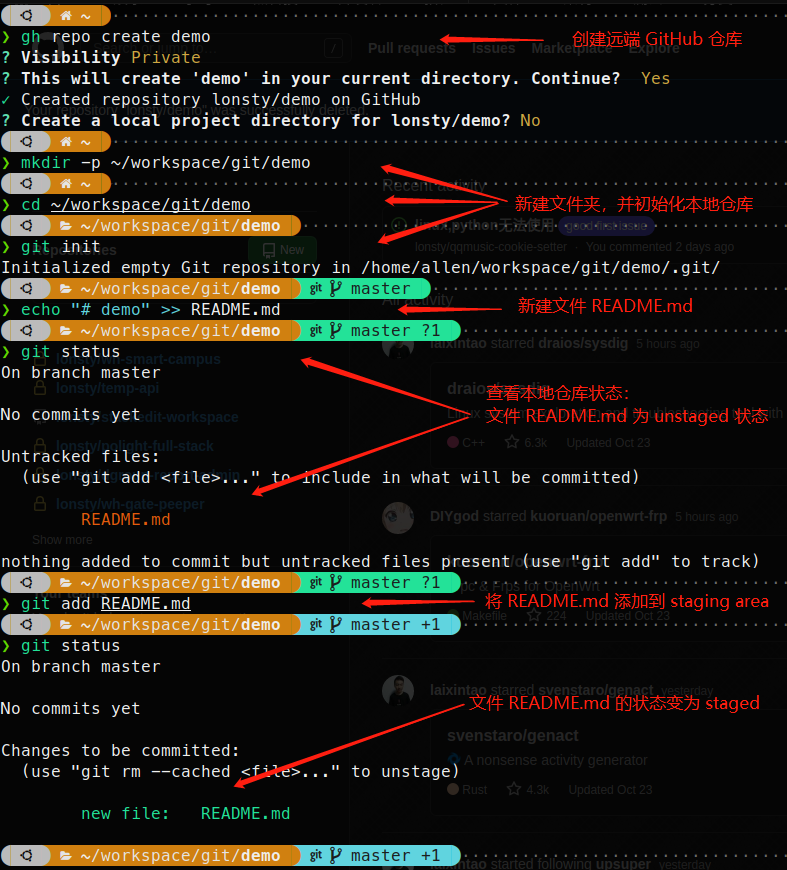 ~
❯ gh repo create demo
创建远端 GitHub 仓库
Pull requests Issues Marketplace Explore
? Visibility Private
? This will create 'demo' in your current directory. Continue? Yes
✓ Created repository lonsty/demo on GitHub
? Create a local project directory for lonsty/demo? No
~
❯ mkdir -p ~/workspace/git/demo
~
Recent activity
❯ cd ~/workspace/git/demo
新建文件夹，并初始化本地仓库
~/workspace/git/demo
good first issue
❯ git init
lonsty/qqmusic-cookie-setter · You commented 2 days ago
New
Initialized empty Git repository in /home/allen/workspace/git/demo/.git/
~/workspace/git/demo git master
❯ echo "# demo" >> README.md
新建文件 README.md
~/workspace/git/demo git master ?1
❯ git status
laixintao starred draios/sysdig 5 hours ago
On branch master
lonsty/temp-api
查看本地仓库状态：
文件 README.md 为 unstaged 状态
No commits yet
C++ 6.3k Updated Oct 23
Untracked files:
(use "git add <file>..." to include in what will be committed)
lonsty/wh-gate-peeper
README.md
DIYgod starred kuoruan/openwrt-frp 5 hours ago
Show more
nothing added to commit but untracked files present (use "git add" to track)
~/workspace/git/demo git master ?1
❯ git add README.md
将 README.md 添加到 staging area
Makefile 224 Updated Oct 23
~/workspace/git/demo git master +1
❯ git status
On branch master
laixintao starred svenstaro/genact yesterday
No commits yet
文件 README.md 的状态变为 staged
svenstaro/genact
Changes to be committed:
A nonsense activity generator
(use "git rm --cached <file>..." to unstage)
Rust 4.3k Updated Oct 23
new file: README.md
~/workspace/git/demo git master +1
laixintao started following upsuper yesterday